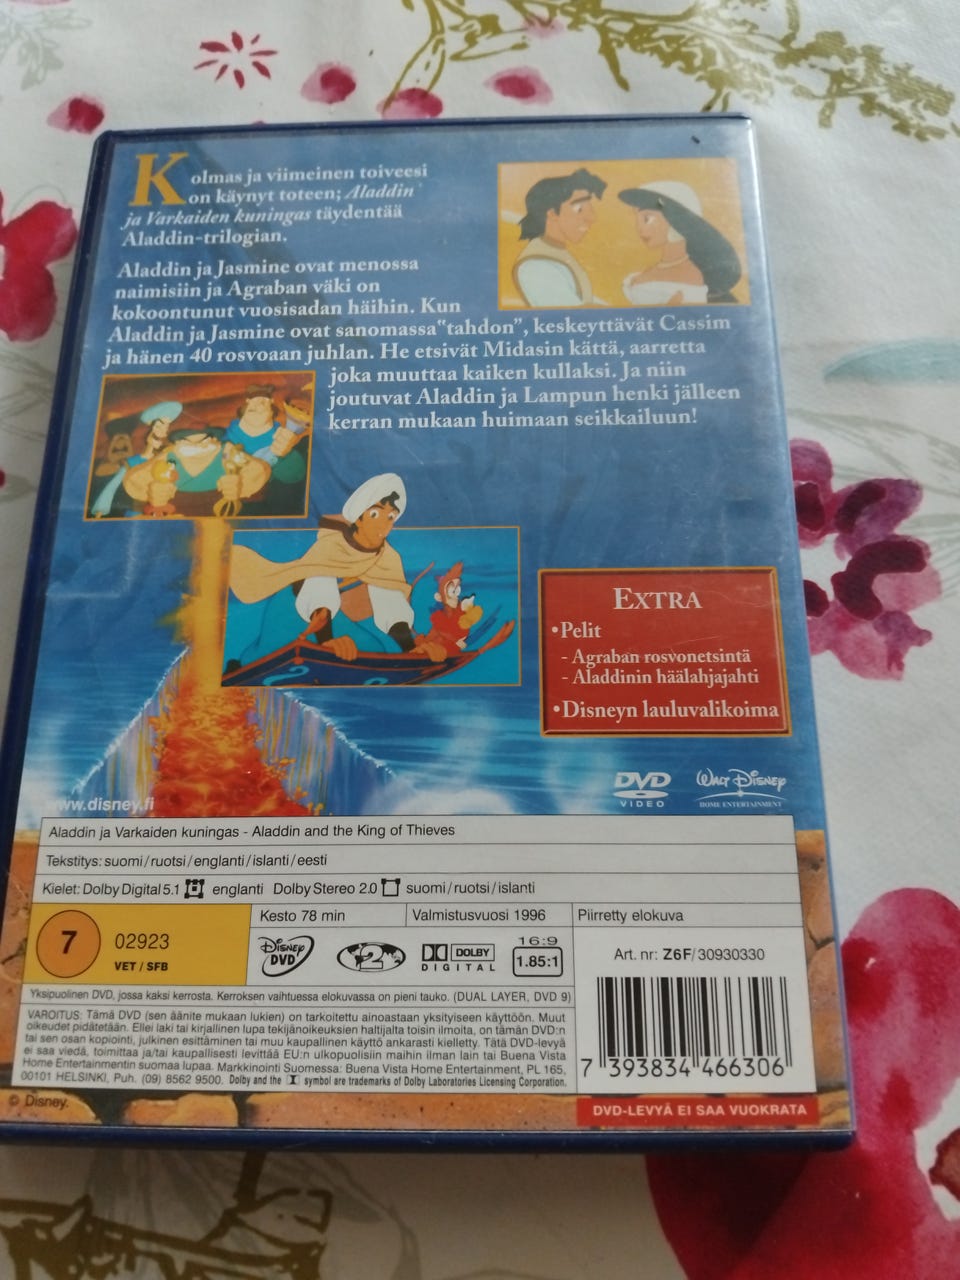 Kolmas ja viimeinen toiveesi
on käynyt toteen; Aladdin
ja Varkaiden kuningas täydentää
Aladdin-trilogian.
Aladdin ja Jasmine ovat menossa
naimisiin ja Agraban väki on
kokoontunut vuosisadan häihin. Kun
Aladdin ja Jasmine ovat sanomassa "tahdon", keskeyttävät Cassim
ja hänen 40 rosvoaan juhlan. He etsivät Midasin kättä, aarretta
joka muuttaa kaiken kullaksi. Ja niin
joutuvat Aladdin ja Lampun henki jälleen
kerran mukaan huimaan seikkailuun!
EXTRA
•Pelit
- Agraban rosvonetsintä
- Aladdinin häälahjajahti
•Disneyn lauluvalikoima
DVD VIDEO
WALT DISNEY HOME ENTERTAINMENT
www.disney.fi
Aladdin ja Varkaiden kuningas - Aladdin and the King of Thieves
Tekstitys: suomi/ruotsi/englanti/islanti/eesti
Kielet: Dolby Digital 5.1 englanti Dolby Stereo 2.0 suomi/ruotsi/islanti
7 02923 VET / SFB
Kesto 78 min
Valmistusvuosi 1996
Piirretty elokuva
DISNEY DVD
2
DOLBY DIGITAL
16:9
1.85:1
Art. nr: Z6F/30930330
Yksipuolinen DVD, jossa kaksi kerrosta. Kerroksen vaihtuessa elokuvassa on pieni tauko. (DUAL LAYER, DVD 9)
VAROITUS: Tämä DVD (sen äänite mukaan lukien) on tarkoitettu ainoastaan yksityiseen käyttöön. Muut
oikeudet pidätetään. Ellei laki tai kirjallinen lupa tekijänoikeuksien haltijalta toisin ilmoita, on tämän DVD:n
tai sen osan kopiointi, julkinen esittäminen tai muu kaupallinen käyttö ankarasti kielletty. Tätä DVD-levyä
ei saa viedä, toimittaa ja/tai kaupallisesti levittää EU:n ulkopuolisiin maihin ilman lain tai Buena Vista
Home Entertainmentin suomaa lupaa. Markkinointi Suomessa: Buena Vista Home Entertainment, PL 165,
00101 HELSINKI, Puh. (09) 8562 9500. Dolby and the symbol are trademarks of Dolby Laboratories Licensing Corporation.
7 393834 466306
© Disney.
DVD-LEVYÄ EI SAA VUOKRATA